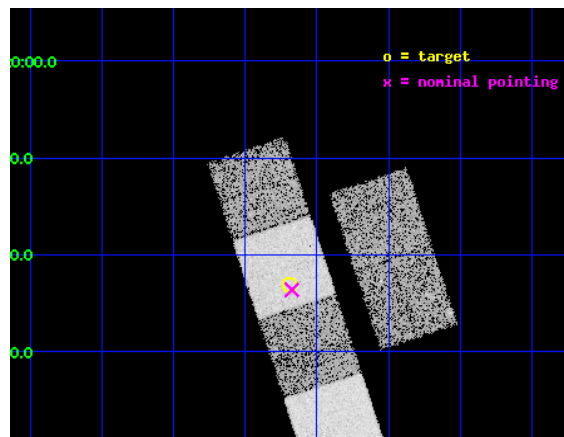 0:00.0
o = target
x = nominal pointing
0.0
0.0
0.0